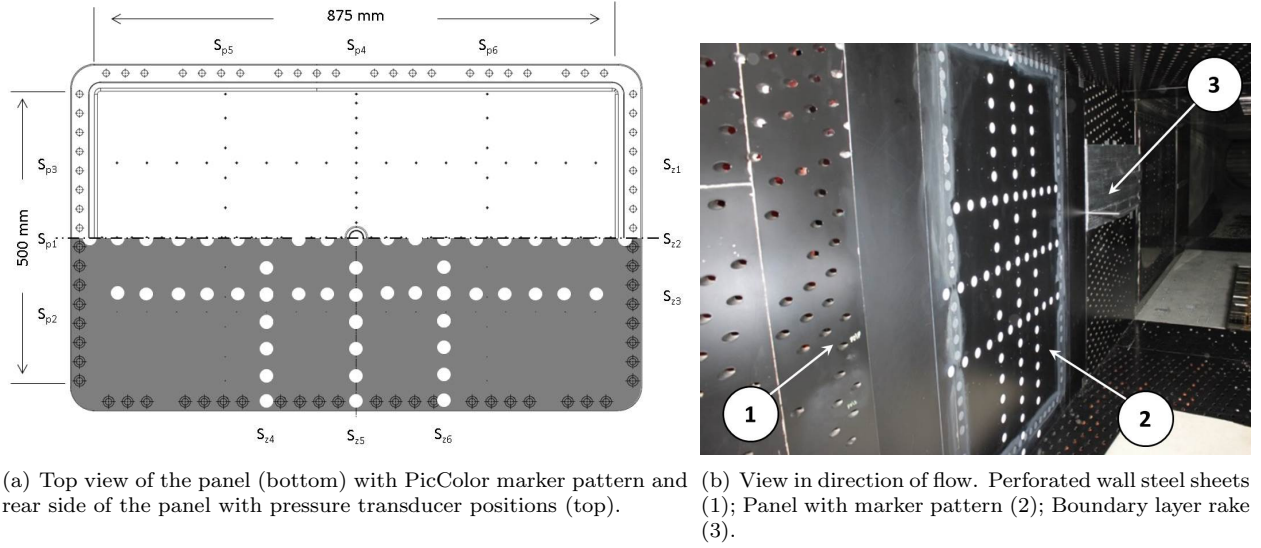 875 mm
Sp5 Sp4 Sp6
Sp3 Sz1
500 mm
Sp1 Sz2
Sz3
Sp2
Sz4 Sz5 Sz6
3
1
2
(a) Top view of the panel (bottom) with PicColor marker pattern and
rear side of the panel with pressure transducer positions (top).
(b) View in direction of flow. Perforated wall steel sheets
(1); Panel with marker pattern (2); Boundary layer rake
(3).